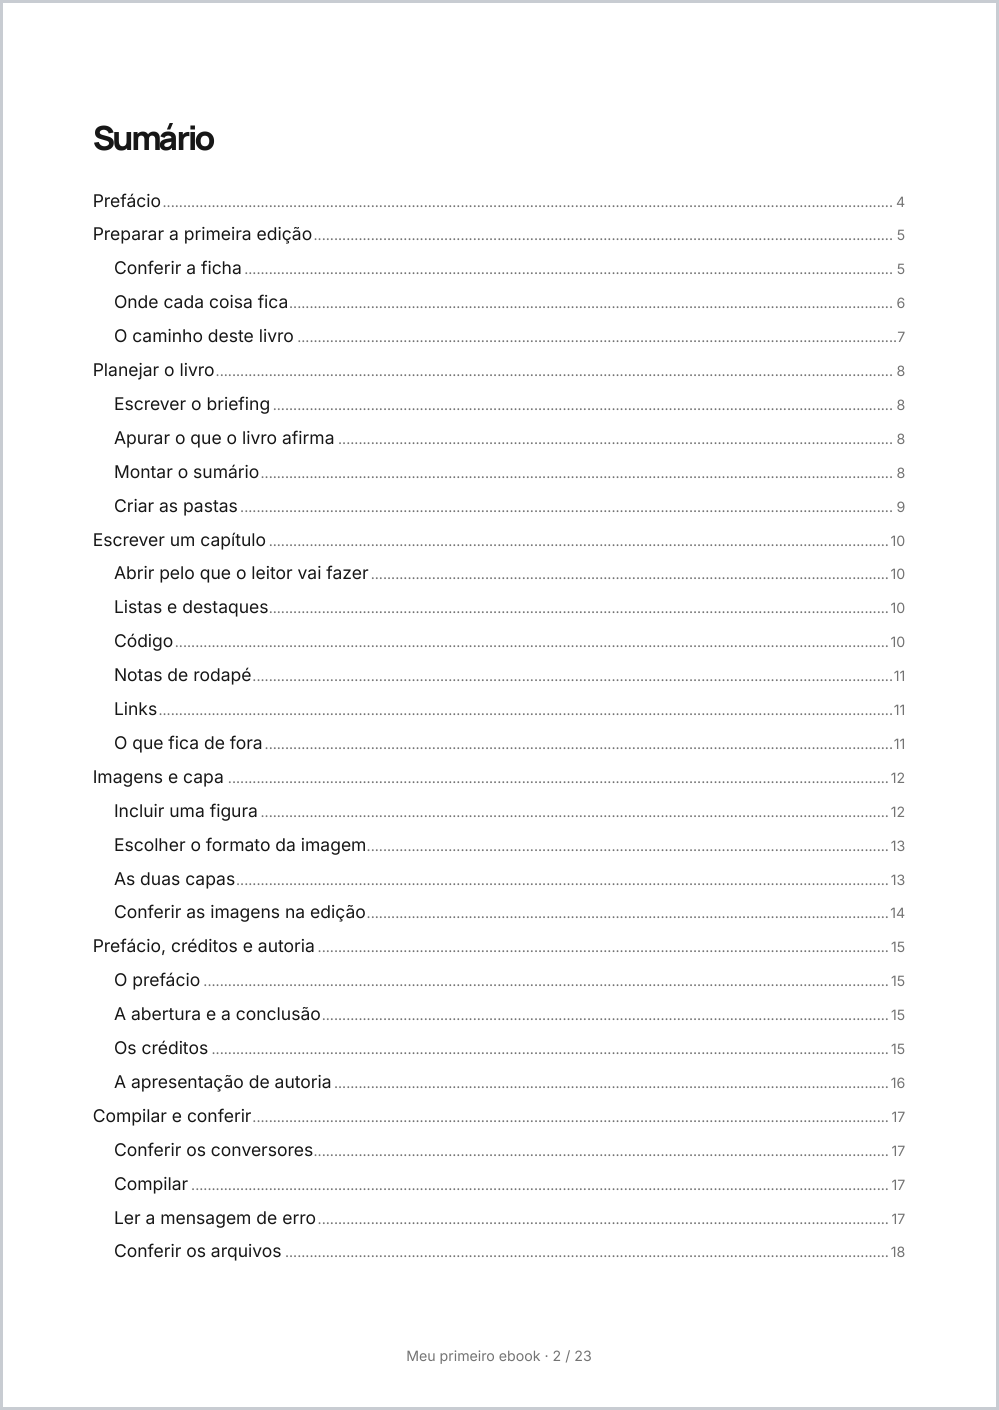 Sumário
Prefácio 4
Preparar a primeira edição 5
Conferir a ficha 5
Onde cada coisa fica 6
O caminho deste livro 7
Planejar o livro 8
Escrever o briefing 8
Apurar o que o livro afirma 8
Montar o sumário 8
Criar as pastas 9
Escrever um capítulo 10
Abrir pelo que o leitor vai fazer 10
Listas e destaques 10
Código 10
Notas de rodapé 11
Links 11
O que fica de fora 11
Imagens e capa 12
Incluir uma figura 12
Escolher o formato da imagem 13
As duas capas 13
Conferir as imagens na edição 14
Prefácio, créditos e autoria 15
O prefácio 15
A abertura e a conclusão 15
Os créditos 15
A apresentação de autoria 16
Compilar e conferir 17
Conferir os conversores 17
Compilar 17
Ler a mensagem de erro 17
Conferir os arquivos 18
Meu primeiro ebook · 2 / 23